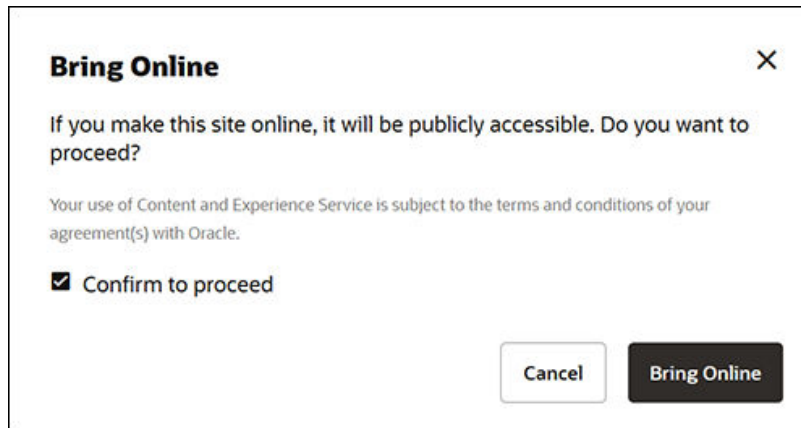 Bring Online
If you make this site online, it will be publicly accessible. Do you want to
proceed?
Your use of Content and Experience Service is subject to the terms and conditions of your
agreement(s) with Oracle.
Confirm to proceed
Cancel
Bring Online